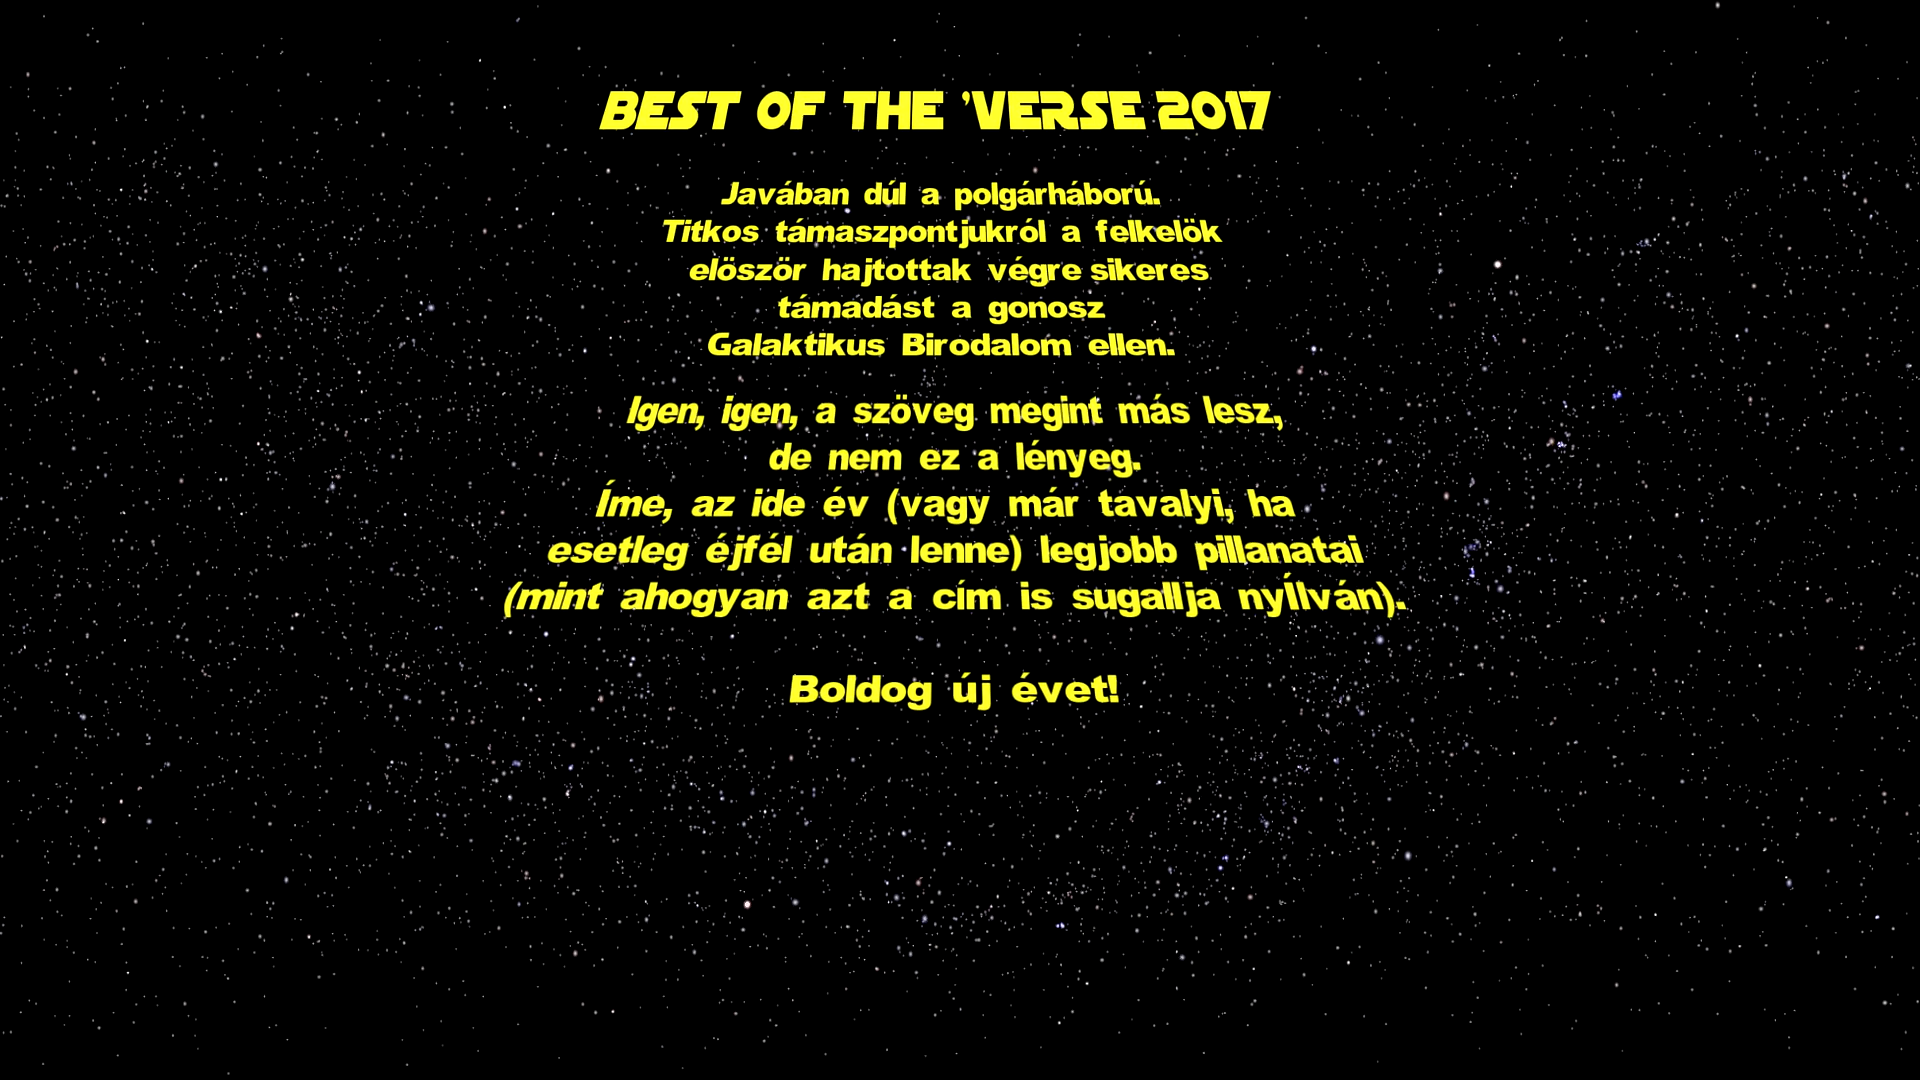 BEST OF THE 'VERSE 2017
Javában dúl a polgárháború.
Titkos támaszpontjukról a felkelök
elöször hajtottak végre sikeres
támadást a gonosz
Galaktikus Birodalom ellen.
Igen, igen, a szöveg megint más lesz,
de nem ez a lényeg.
Íme, az ide év (vagy már tavalyi, ha
esetleg éjfél után lenne) legjobb pillanatai
(mint ahogyan azt a cím is sugallja nyÍlván).
Boldog új évet!